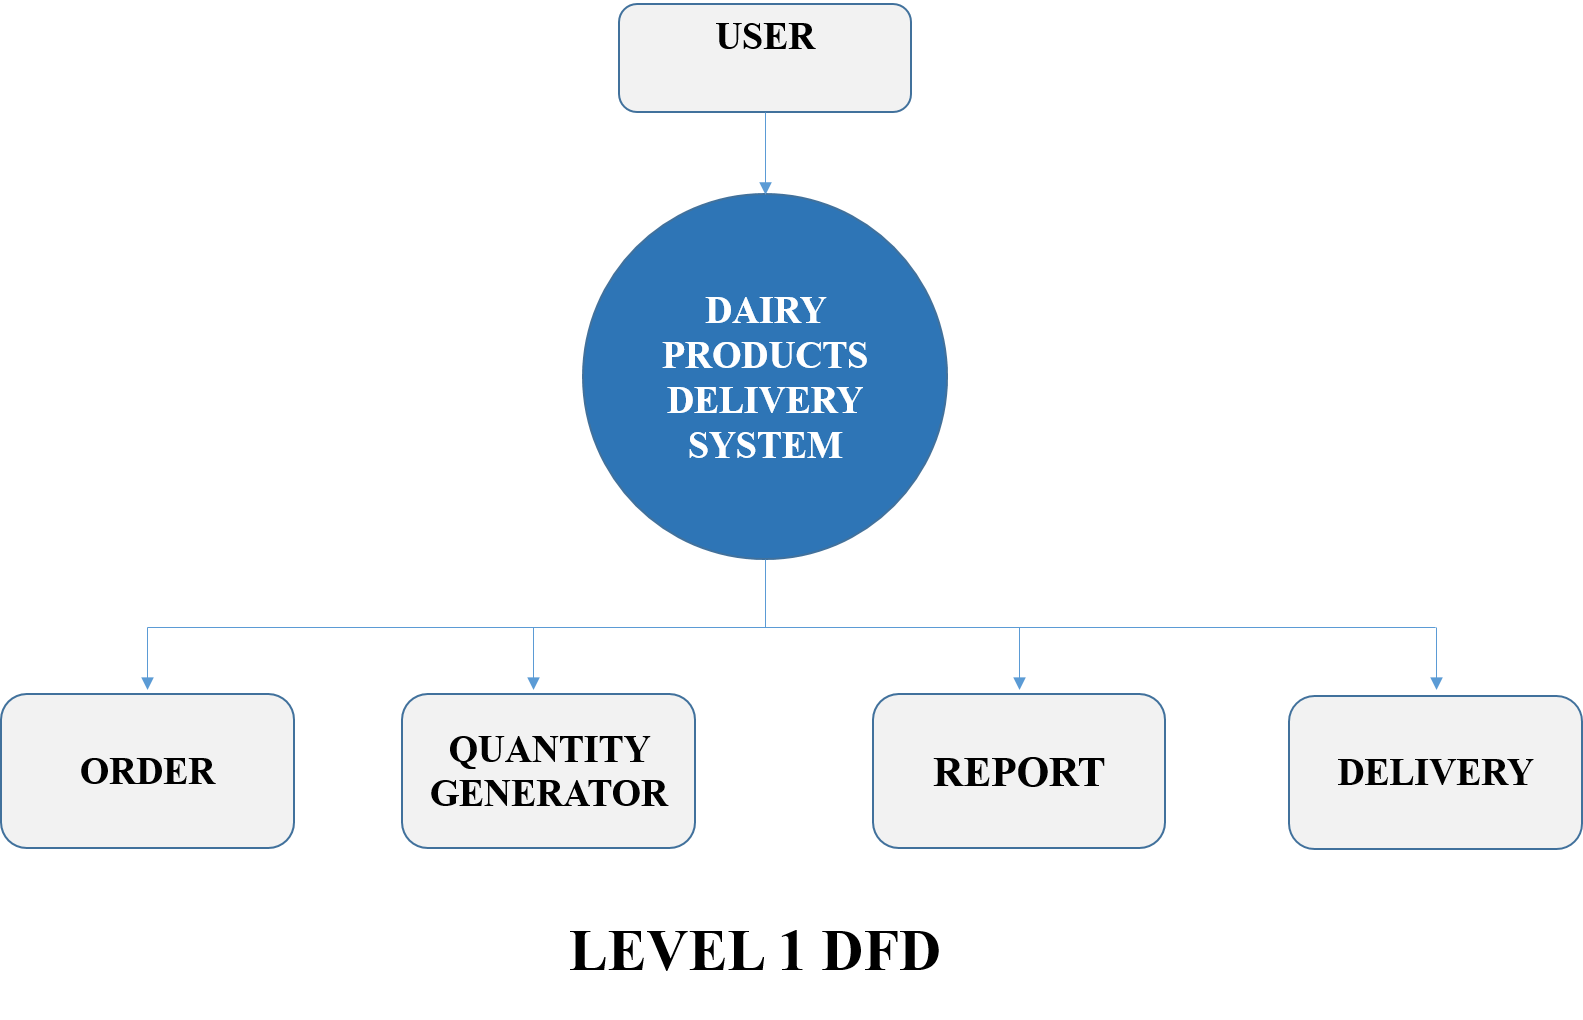 USER
DAIRY
PRODUCTS
DELIVERY
SYSTEM
ORDER
QUANTITY
GENERATOR
REPORT
DELIVERY
LEVEL 1 DFD